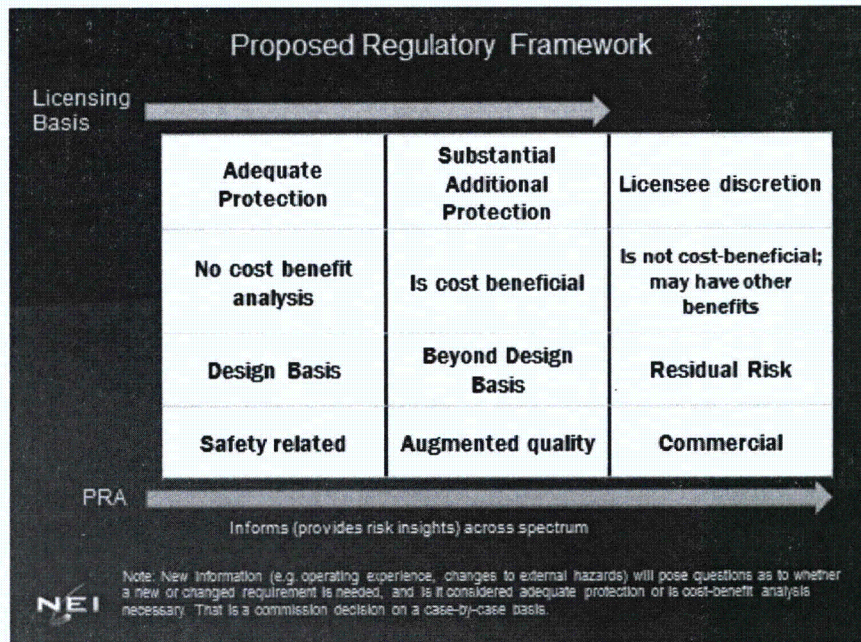 Proposed Regulatory Framework
Licensing
Basis
Adequate
Protection
Substantial
Additional
Protection
Licensee discretion
No cost benefit
analysis
Is cost beneficial
Is not cost-beneficial;
may have other
benefits
Design Basis
Beyond Design
Basis
Residual Risk
Safety related
Augmented quality
Commercial
PRA
Informs (provides risk insights) across spectrum
NEI
Note: New Information (e.g. operating experience, changes to external hazards) will pose questions as to whether
a new or changed requirement is needed, and is it considered adequate protection or is cost-benefit analysis
necessary. That is a commission decision on a case-by-case basis.